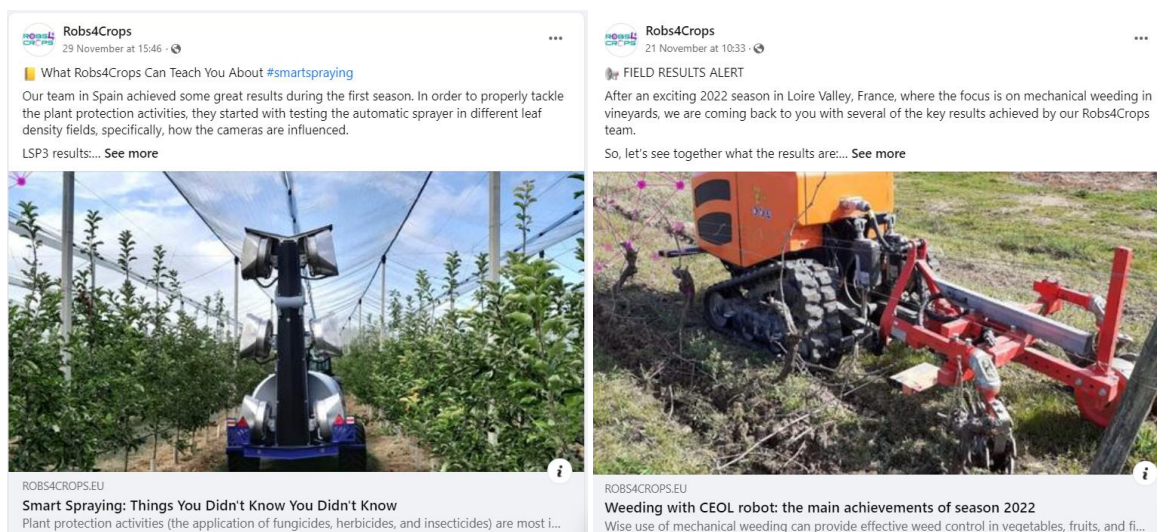 Robs4Crops
29 November at 15:46 ·
📒 What Robs4Crops Can Teach You About #smartspraying
Our team in Spain achieved some great results during the first season. In order to properly tackle
the plant protection activities, they started with testing the automatic sprayer in different leaf
density fields, specifically, how the cameras are influenced.
LSP3 results:... See more
ROBS4CROPS.EU
Smart Spraying: Things You Didn't Know You Didn't Know
Plant protection activities (the application of fungicides, herbicides, and insecticides) are most i...
Robs4Crops
21 November at 10:33 ·
FIELD RESULTS ALERT
After an exciting 2022 season in Loire Valley, France, where the focus is on mechanical weeding in
vineyards, we are coming back to you with several of the key results achieved by our Robs4Crops
team.
So, let's see together what the results are:... See more
ROBS4CROPS.EU
Weeding with CEOL robot: the main achievements of season 2022
Wise use of mechanical weeding can provide effective weed control in vegetables, fruits, and fi...